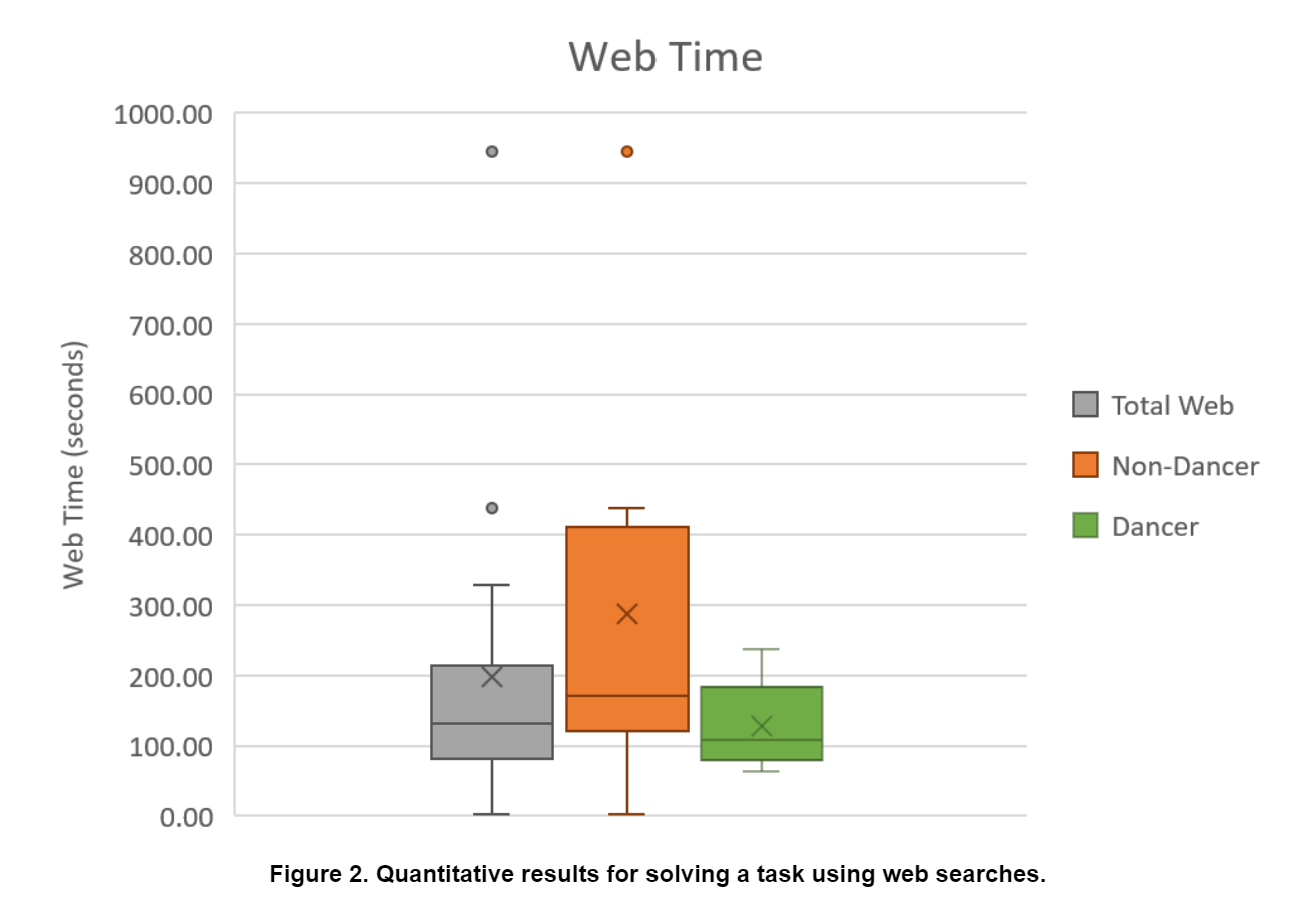 Web Time
1000.00
900.00
800.00
700.00
600.00
500.00
400.00
300.00
200.00
100.00
0.00
Web Time (seconds)
Total Web
Non-Dancer
Dancer
Figure 2. Quantitative results for solving a task using web searches.